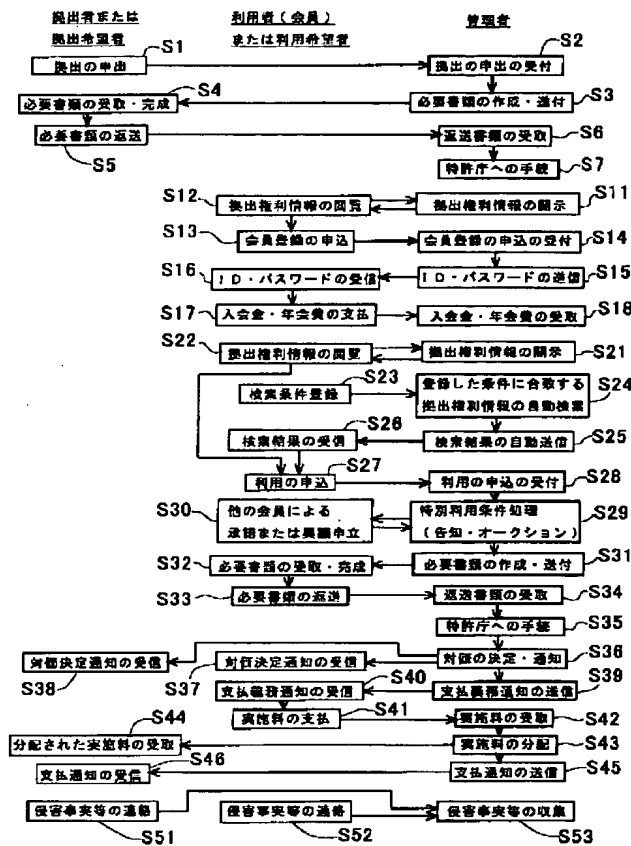 拠出者または
拠出希望者
利用者(会員)
または利用希望者
管理者
S1
拠出の申出
S2
拠出の申出の受付
S4
必要書類の受取・完成
S3
必要書類の作成・送付
必要書類の返送
S5
S6
返送書類の受取
S7
特許庁への手続
S12
拠出権利情報の閲覧
S11
拠出権利情報の開示
S13
会員登録の申込
会員登録の申込の受付
S14
S16
ID・パスワードの受信
ID・パスワードの送信
S15
S17
入会金・年会費の支払
入会金・年会費の受取
S18
S22
拠出権利情報の閲覧
拠出権利情報の開示
S21
検索条件登録
S23
登録した条件に合致する
拠出権利情報の自動検索
S24
S26
検索結果の受信
検索結果の自動送信
S25
利用の申込
S27
利用の申込の受付
S28
S30
他の会員による
承諾または異議申立
特別利用条件処理
(告知・オークション)
S29
S32
必要書類の受取・完成
必要書類の作成・送付
S31
S33
必要書類の返送
返送書類の受取
S34
特許庁への手続
S35
対価決定通知の受信
S38
対価決定通知の受信
S37
対価の決定・通知
S36
支払義務通知の受信
S40
支払義務通知の送信
S39
実施料の支払
S41
実施料の受取
S42
S44
分配された実施料の受取
実施料の分配
S43
支払通知の受信
S46
支払通知の送信
S45
侵害事実等の連絡
S51
侵害事実等の連絡
S52
侵害事実等の収集
S53